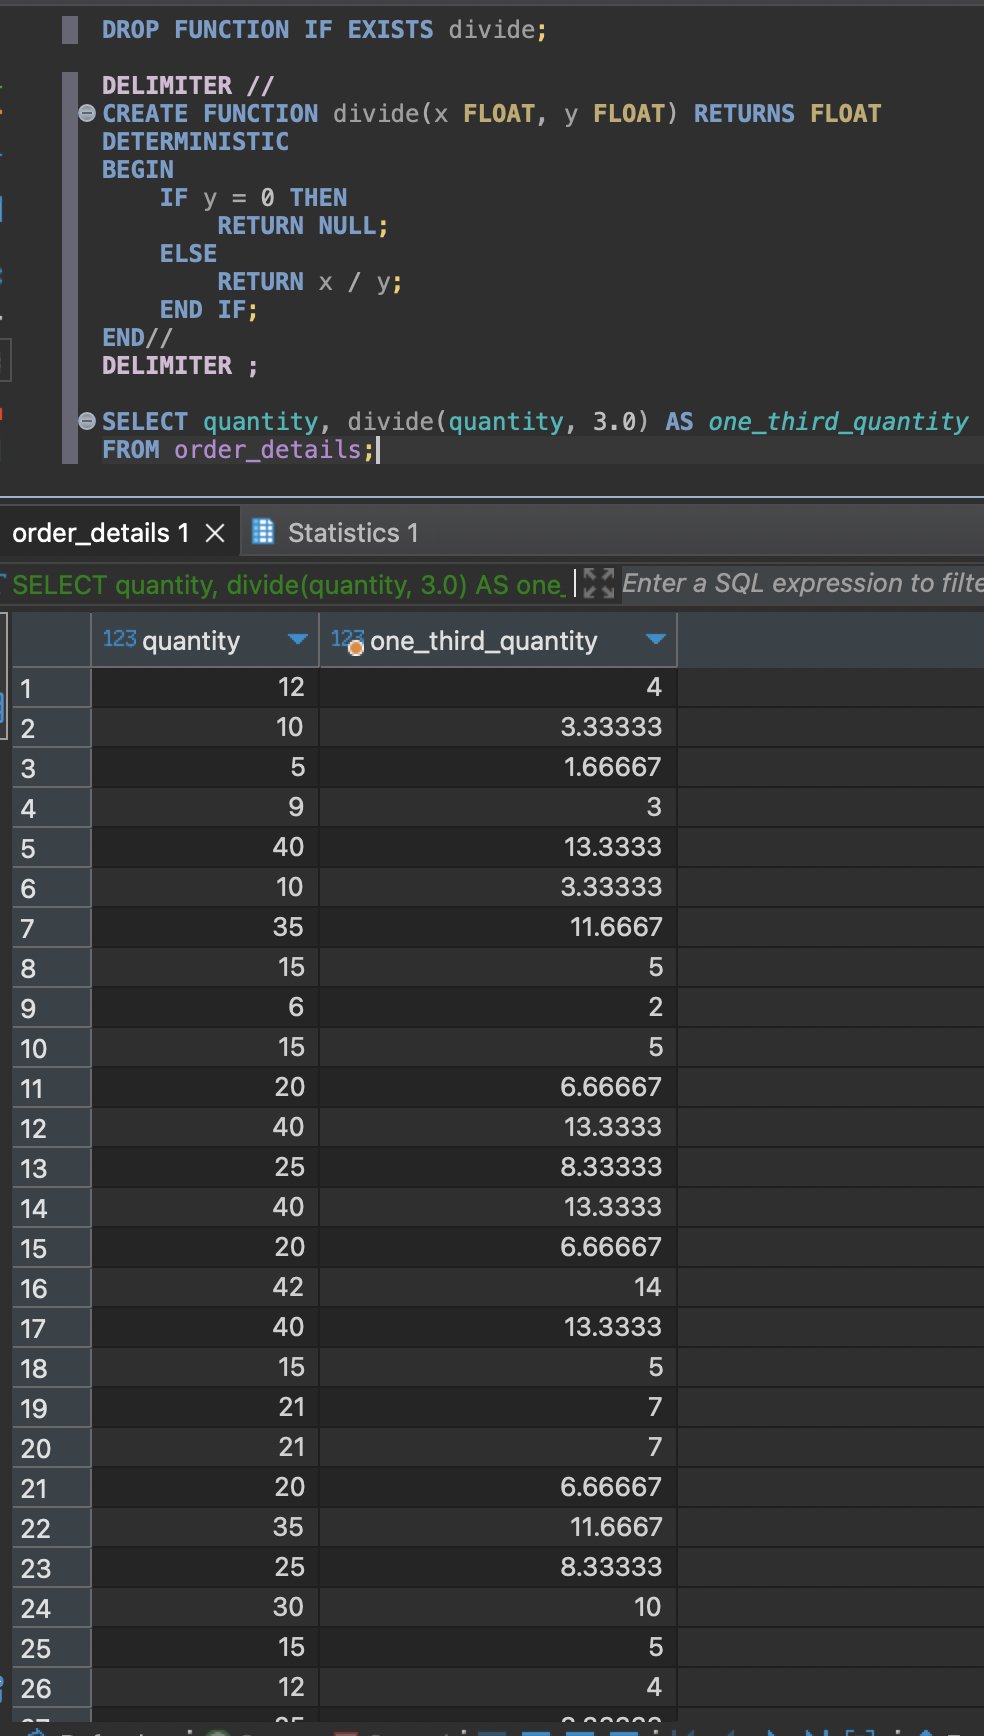 DROP FUNCTION IF EXISTS divide;
DELIMITER //
CREATE FUNCTION divide(x FLOAT, y FLOAT) RETURNS FLOAT
DETERMINISTIC
BEGIN
IF y = 0 THEN
RETURN NULL;
ELSE
RETURN x / y;
END IF;
END//
DELIMITER ;
SELECT quantity, divide(quantity, 3.0) AS one_third_quantity
FROM order_details;
order_details 1 Statistics 1
SELECT quantity, divide(quantity, 3.0) AS one_ Enter a SQL expression to filte
123 quantity 123 one_third_quantity
1 12 4
2 10 3.33333
3 5 1.66667
4 9 3
5 40 13.3333
6 10 3.33333
7 35 11.6667
8 15 5
9 6 2
10 15 5
11 20 6.66667
12 40 13.3333
13 25 8.33333
14 40 13.3333
15 20 6.66667
16 42 14
17 40 13.3333
18 15 5
19 21 7
20 21 7
21 20 6.66667
22 35 11.6667
23 25 8.33333
24 30 10
25 15 5
26 12 4